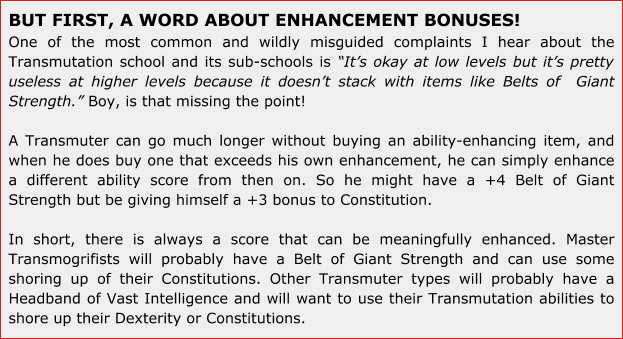 BUT FIRST, A WORD ABOUT ENHANCEMENT BONUSES!
One of the most common and wildly misguided complaints I hear about the
Transmutation school and its sub-schools is “It’s okay at low levels but it’s pretty
useless at higher levels because it doesn’t stack with items like Belts of Giant
Strength.” Boy, is that missing the point!
A Transmuter can go much longer without buying an ability-enhancing item, and
when he does buy one that exceeds his own enhancement, he can simply enhance
a different ability score from then on. So he might have a +4 Belt of Giant
Strength but be giving himself a +3 bonus to Constitution.
In short, there is always a score that can be meaningfully enhanced. Master
Transmogrifists will probably have a Belt of Giant Strength and can use some
shoring up of their Constitutions. Other Transmuter types will probably have a
Headband of Vast Intelligence and will want to use their Transmutation abilities to
shore up their Dexterity or Constitutions.